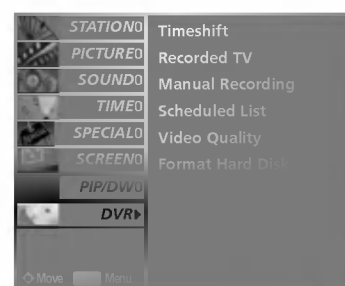 STATION
PICTURE
SOUND
TIME
SPECIAL
SCREEN
PIP/DW
DVR
Timeshift
Recorded TV
Manual Recording
Scheduled List
Video Quality
Format Hard Disk
Move Menu